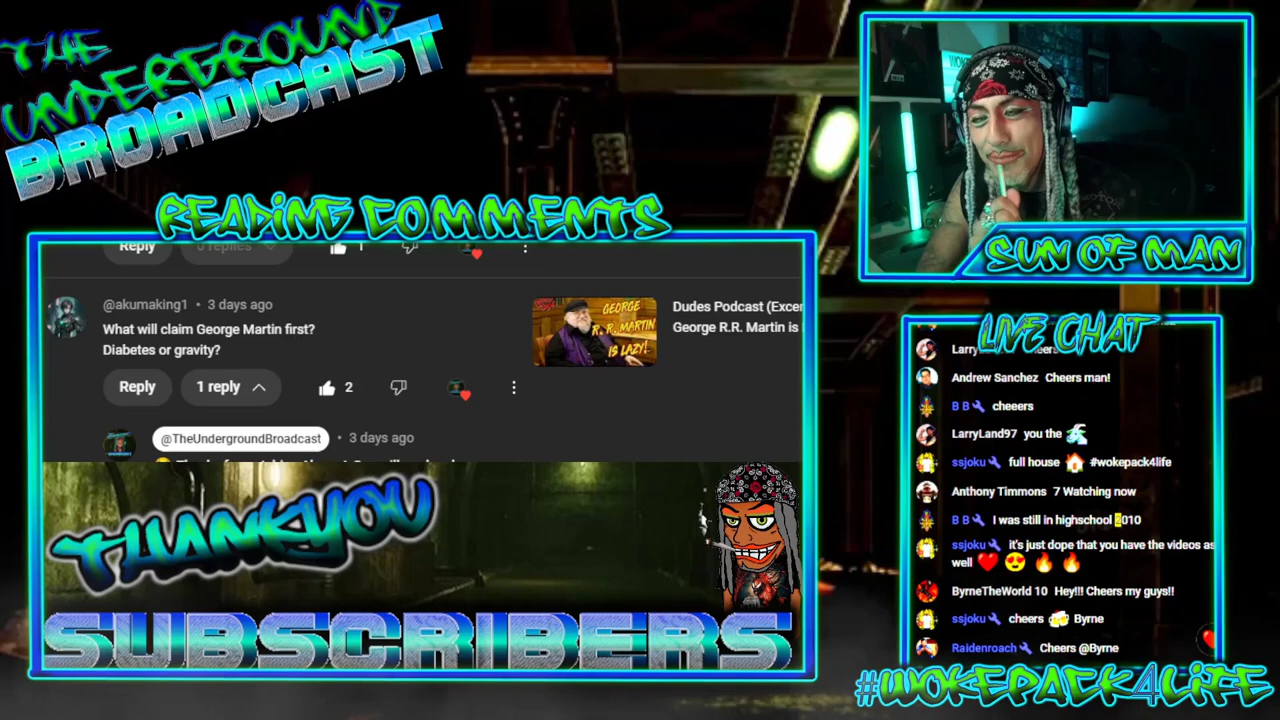 THE
UNDERGROUND
BROADCAST
READING COMMENTS
Reply
@akumaking1 • 3 days ago
What will claim George Martin first?
Diabetes or gravity?
GEORGE
R. R. MARTIN
IS LAZY!
Dudes Podcast (Excer
George R.R. Martin is
Reply 1 reply 2
@TheUndergroundBroadcast • 3 days ago
THANKYOU
SUBSCRIBERS
SUN OF MAN
LIVE CHAT
Andrew Sanchez Cheers man!
B B cheeers
LarryLand97 you the
ssjoku full house #wokepack4life
Anthony Timmons 7 Watching now
B B I was still in highschool 2010
ssjoku it's just dope that you have the videos as
well
ByrneTheWorld 10 Hey!!! Cheers my guys!!
ssjoku cheers Byrne
Raidenroach Cheers @Byrne
#WOKEPACK4LIFE